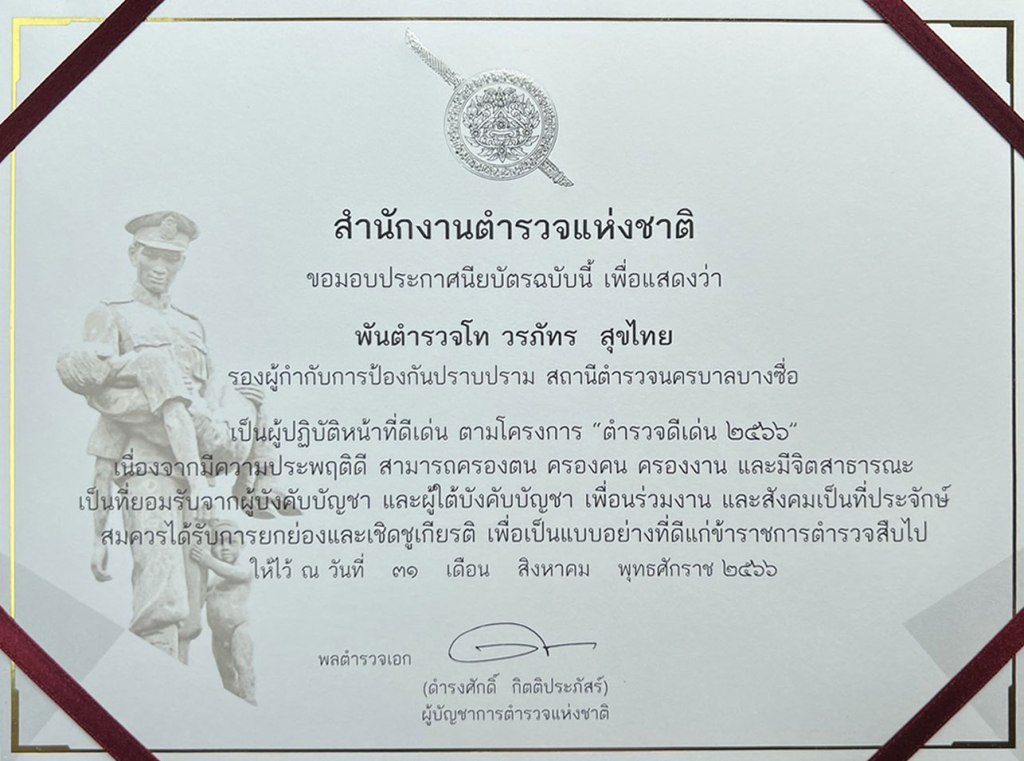 สำนักงานตำรวจแห่งชาติ
ขอมอบประกาศนียบัตรฉบับนี้ เพื่อแสดงว่า
พันตำรวจโท วรภัทร สุขไทย
รองผู้กำกับการป้องกันปราบปราม สถานีตำรวจนครบาลบางซื่อ
เป็นผู้ปฏิบัติหน้าที่ดีเด่น ตามโครงการ “ตำรวจดีเด่น ๒๕๖๖”
เนื่องจากมีความประพฤติดี สามารถครองตน ครองคน ครองงาน และมีจิตสาธารณะ
เป็นที่ยอมรับจากผู้บังคับบัญชา และผู้ใต้บังคับบัญชา เพื่อนร่วมงาน และสังคมเป็นที่ประจักษ์
สมควรได้รับการยกย่องและเชิดชูเกียรติ เพื่อเป็นแบบอย่างที่ดีแก่ข้าราชการตำรวจสืบไป
ให้ไว้ ณ วันที่ ๓๑ เดือน สิงหาคม พุทธศักราช ๒๕๖๖
พลตำรวจเอก
(ดำรงศักดิ์ กิตติประภัสร์)
ผู้บัญชาการตำรวจแห่งชาติ